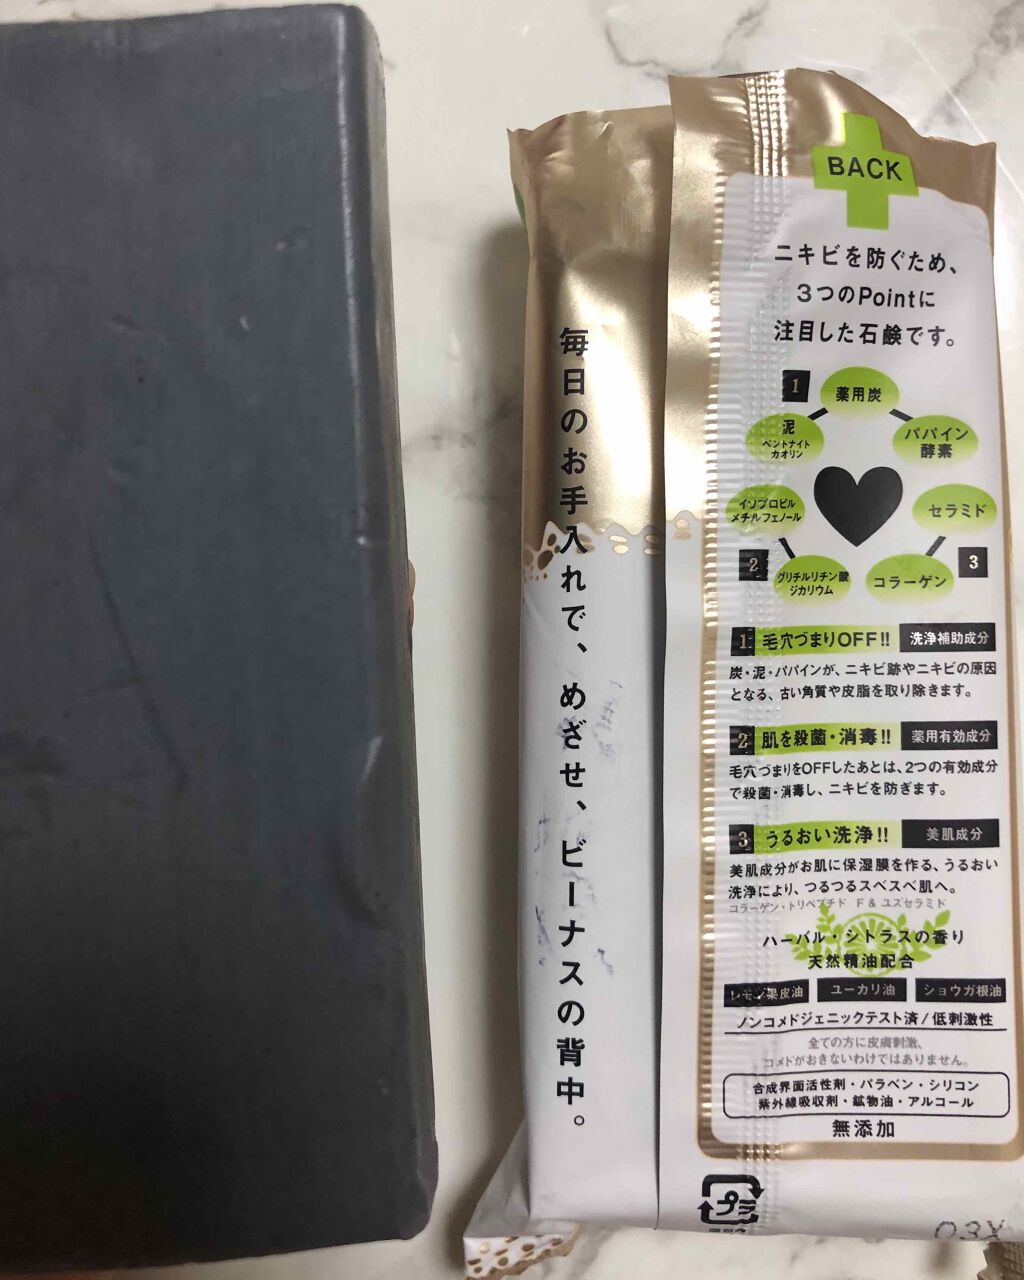 毎日のお手入れで、めざせ、ビーナスの背中。
BACK
ニキビを防ぐため、
3つのPointに
注目した石鹸です。
1
薬用炭
泥
ベントナイト
カオリン
パパイン
酵素
イソプロピル
メチルフェノール
セラミド
2
グリチルリチン酸
ジカリウム
コラーゲン
3
1 毛穴づまりOFF!! 洗浄補助成分
炭・泥・パパインが、ニキビ跡やニキビの原因
となる、古い角質や皮脂を取り除きます。
2 肌を殺菌・消毒!! 薬用有効成分
毛穴づまりをOFFしたあとは、2つの有効成分
で殺菌・消毒し、ニキビを防ぎます。
3 うるおい洗浄!! 美肌成分
美肌成分がお肌に保湿膜を作る、うるおい
洗浄により、つるつるスベスベ肌へ。
コラーゲン・トリペプチド F & ユズセラミド
ハーバル・シトラスの香り
天然精油配合
レモン果皮油 ユーカリ油 ショウガ根油
ノンコメドジェニックテスト済/低刺激性
全ての方に皮膚刺激、
コメドがおきないわけではありません。
合成界面活性剤・パラベン・シリコン
紫外線吸収剤・鉱物油・アルコール
無添加
プラ
03X